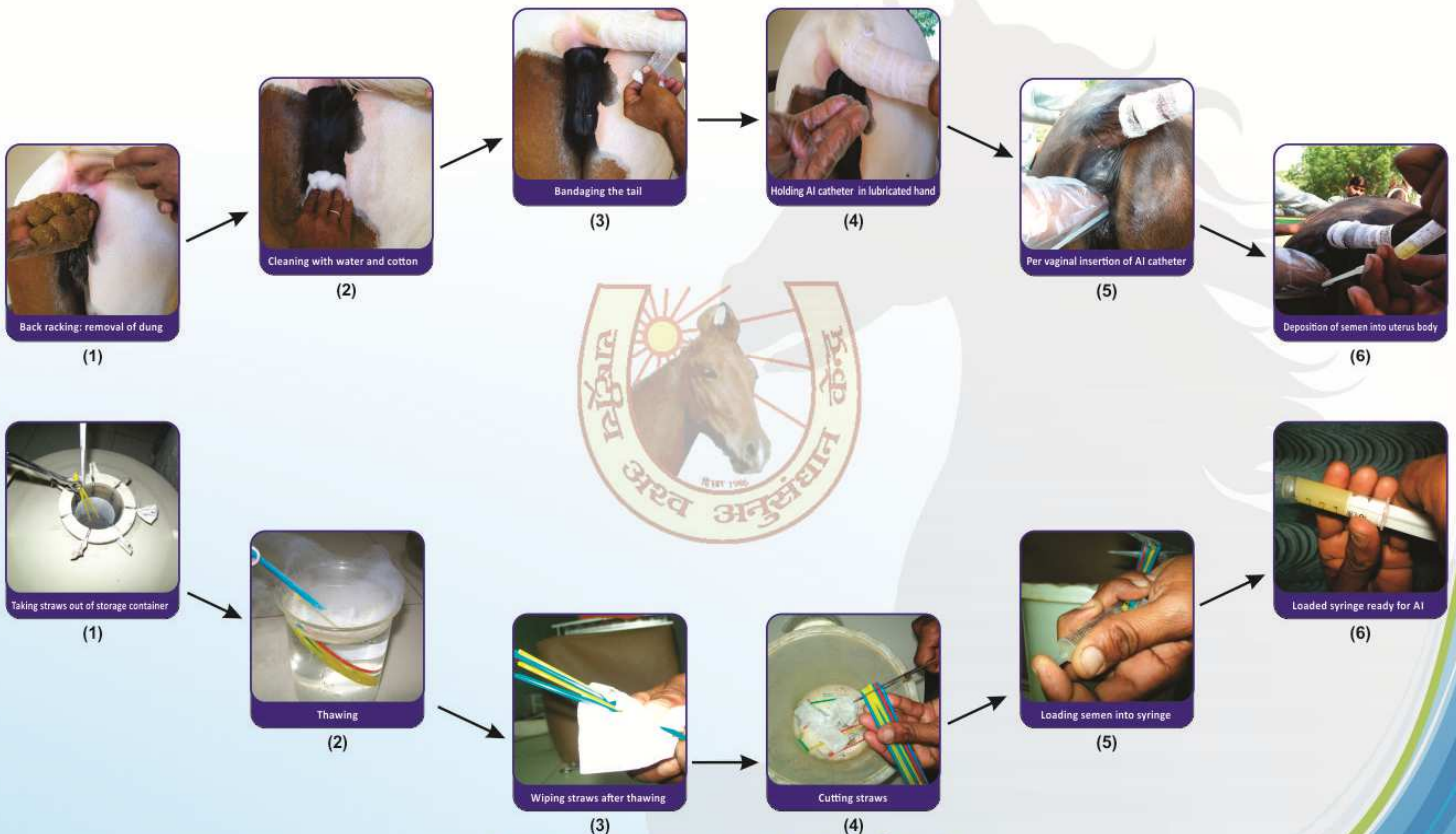 Back racking: removal of dung
(1)
Cleaning with water and cotton
(2)
Bandaging the tail
(3)
Holding AI catheter in lubricated hand
(4)
Per vaginal insertion of AI catheter
(5)
Deposition of semen into uterus body
(6)
राष्ट्रीय अश्व अनुसंधान केंद्र
Taking straws out of storage container
(1)
Thawing
(2)
Wiping straws after thawing
(3)
Cutting straws
(4)
Loading semen into syringe
(5)
Loaded syringe ready for AI
(6)